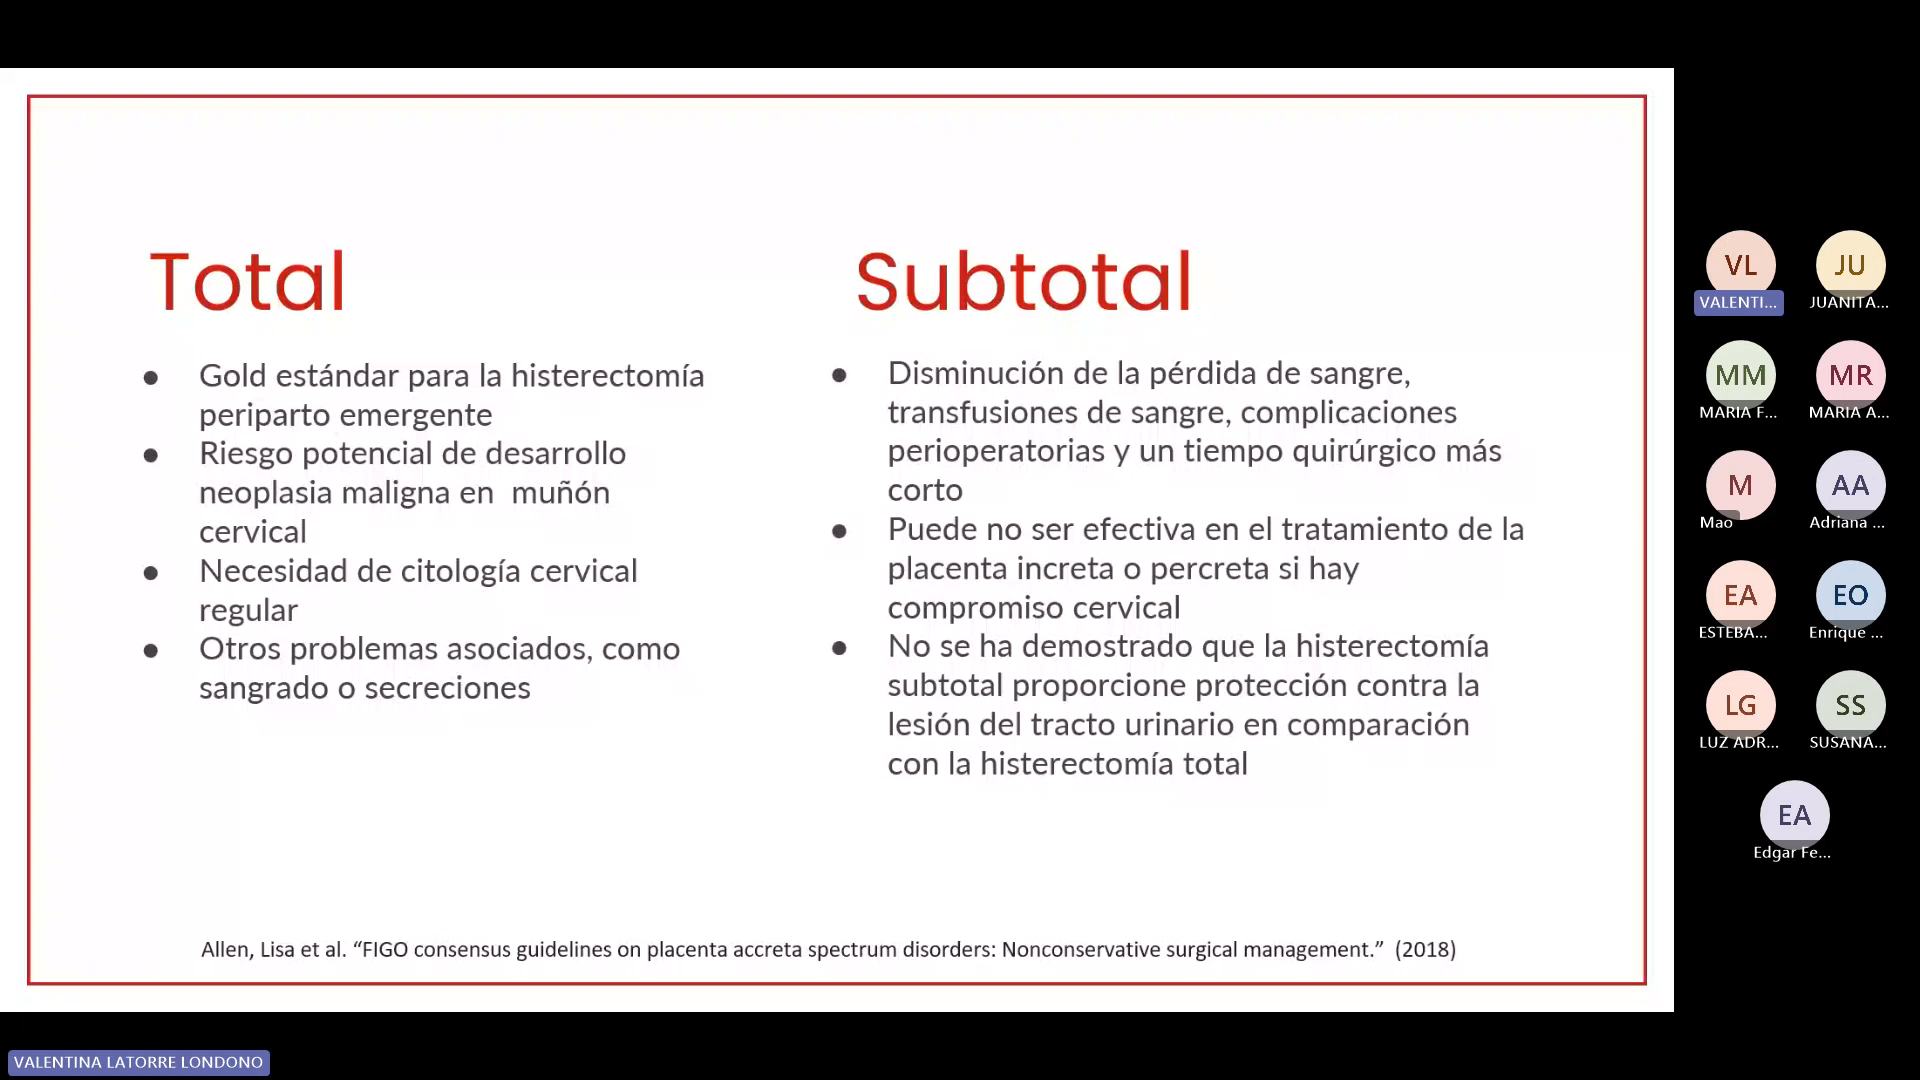 Total
Gold estándar para la histerectomía
periparto emergente
Riesgo potencial de desarrollo
neoplasia maligna en  muñón
cervical
Necesidad de citología cervical
regular
Otros problemas asociados, como
sangrado o secreciones
Subtotal
Disminución de la pérdida de sangre,
transfusiones de sangre, complicaciones
perioperatorias y un tiempo quirúrgico más
corto
Puede no ser efectiva en el tratamiento de la
placenta increta o percreta si hay
compromiso cervical
No se ha demostrado que la histerectomía
subtotal proporcione protección contra la
lesión del tracto urinario en comparación
con la histerectomía total
Allen, Lisa et al. “FIGO consensus guidelines on placenta accreta spectrum disorders: Nonconservative surgical management.”  (2018)
VL
VALENTI...
JU
JUANITA...
MM
MARIA F...
MR
MARIA A...
M
Mao
AA
Adriana ...
EA
ESTEBA...
EO
Enrique ...
LG
LUZ ADR...
SS
SUSANA...
EA
Edgar Fe...
VALENTINA LATORRE LONDONO